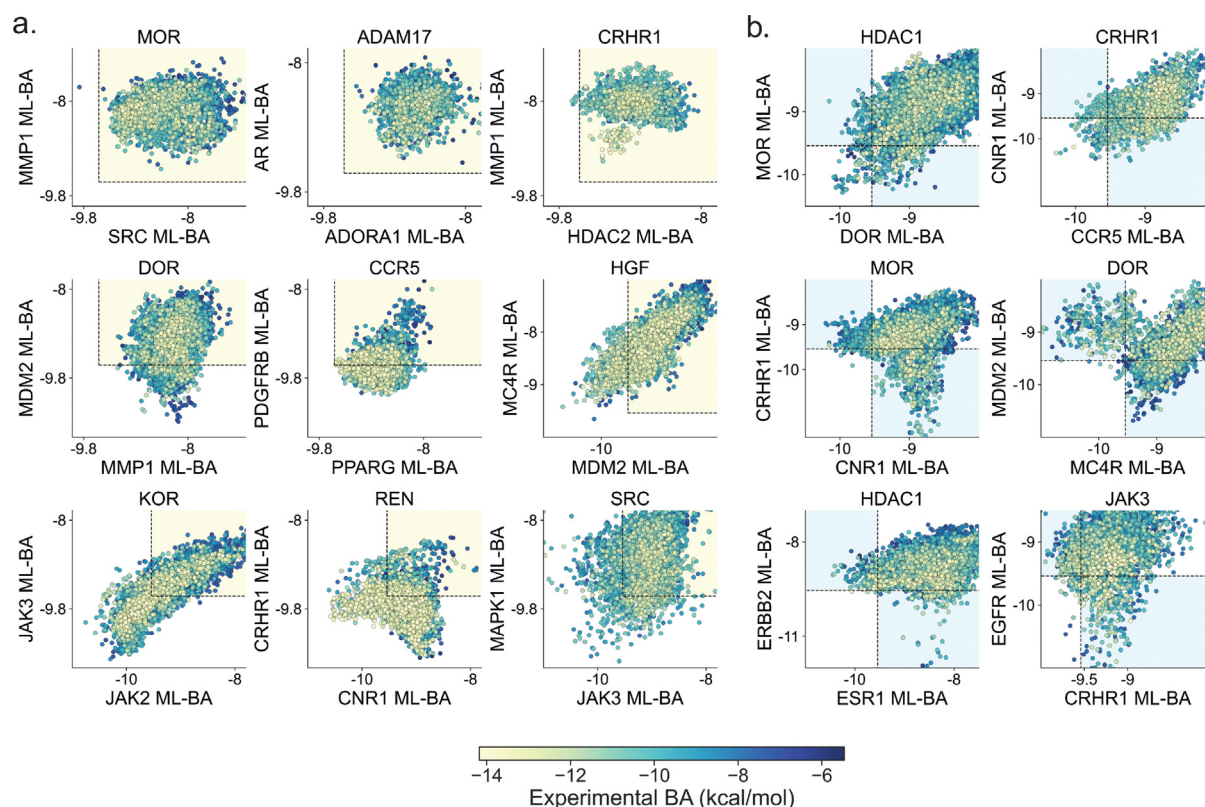 a.
MOR
MMP1 ML-BA
-8
-9.8
-9.8
-8
SRC ML-BA
ADAM17
AR ML-BA
-8
-9.8
-9.8
-8
ADORA1 ML-BA
CRHR1
MMP1 ML-BA
-8
-9.8
-9.8
-8
HDAC2 ML-BA
b.
HDAC1
MOR ML-BA
-9
-10
-10
-9
DOR ML-BA
CRHR1
CNR1 ML-BA
-9
-10
-10
-9
CCR5 ML-BA
DOR
MDM2 ML-BA
-8
-9.8
-9.8
-8
MMP1 ML-BA
CCR5
PDGFRB ML-BA
-8
-9.8
-9.8
-8
PPARG ML-BA
HGF
MC4R ML-BA
-8
-9
-10
MDM2 ML-BA
MOR
CRHR1 ML-BA
-9
-10
-10
-9
CNR1 ML-BA
DOR
MDM2 ML-BA
-9
-10
-10
-9
MC4R ML-BA
KOR
JAK3 ML-BA
-8
-9.8
-10
-8
JAK2 ML-BA
REN
CRHR1 ML-BA
-8
-9.8
-10
-8
CNR1 ML-BA
SRC
MAPK1 ML-BA
-8
-9.8
-10
-8
JAK3 ML-BA
HDAC1
ERBB2 ML-BA
-8
-11
-10
-8
ESR1 ML-BA
JAK3
EGFR ML-BA
-9
-10
-9.5
-9
CRHR1 ML-BA
−14
−12
−10
−8
−6
Experimental BA (kcal/mol)